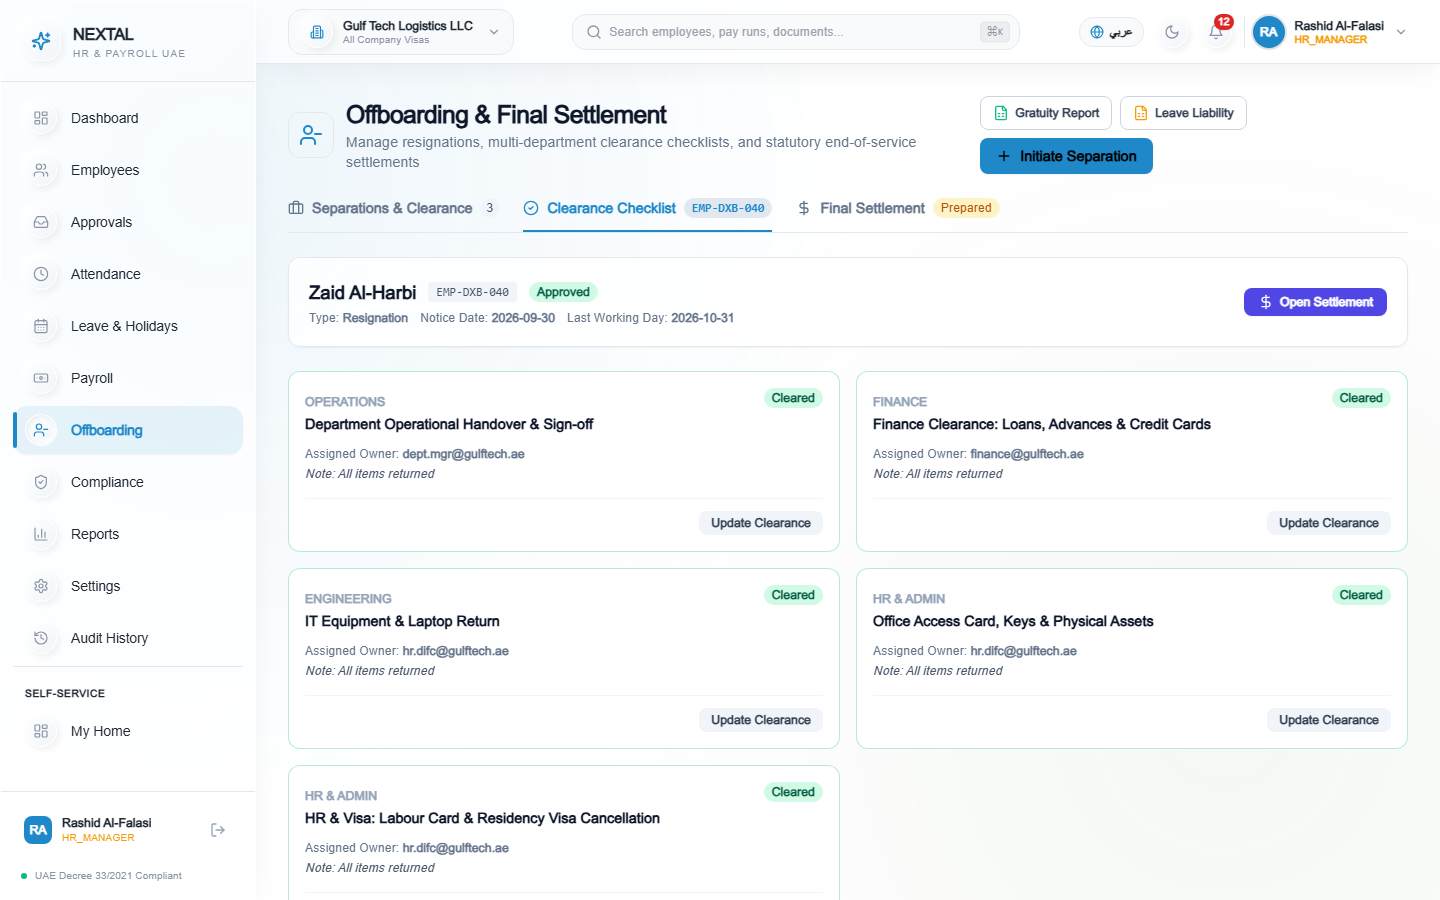 NEXTAL
HR & PAYROLL UAE
Gulf Tech Logistics LLC
All Company Visas
Search employees, pay runs, documents...
⌘K
عربي
12
RA
Rashid Al-Falasi
HR_MANAGER
Dashboard
Employees
Approvals
Attendance
Leave & Holidays
Payroll
Offboarding
Compliance
Reports
Settings
Audit History
SELF-SERVICE
My Home
RA
Rashid Al-Falasi
HR_MANAGER
UAE Decree 33/2021 Compliant
Offboarding & Final Settlement
Manage resignations, multi-department clearance checklists, and statutory end-of-service
settlements
Gratuity Report
Leave Liability
Initiate Separation
Separations & Clearance 3
Clearance Checklist EMP-DXB-040
Final Settlement Prepared
Zaid Al-Harbi EMP-DXB-040 Approved
Type: Resignation Notice Date: 2026-09-30 Last Working Day: 2026-10-31
Open Settlement
OPERATIONS
Cleared
Department Operational Handover & Sign-off
Assigned Owner: dept.mgr@gulftech.ae
Note: All items returned
Update Clearance
FINANCE
Cleared
Finance Clearance: Loans, Advances & Credit Cards
Assigned Owner: finance@gulftech.ae
Note: All items returned
Update Clearance
ENGINEERING
Cleared
IT Equipment & Laptop Return
Assigned Owner: hr.difc@gulftech.ae
Note: All items returned
Update Clearance
HR & ADMIN
Cleared
Office Access Card, Keys & Physical Assets
Assigned Owner: hr.difc@gulftech.ae
Note: All items returned
Update Clearance
HR & ADMIN
Cleared
HR & Visa: Labour Card & Residency Visa Cancellation
Assigned Owner: hr.difc@gulftech.ae
Note: All items returned